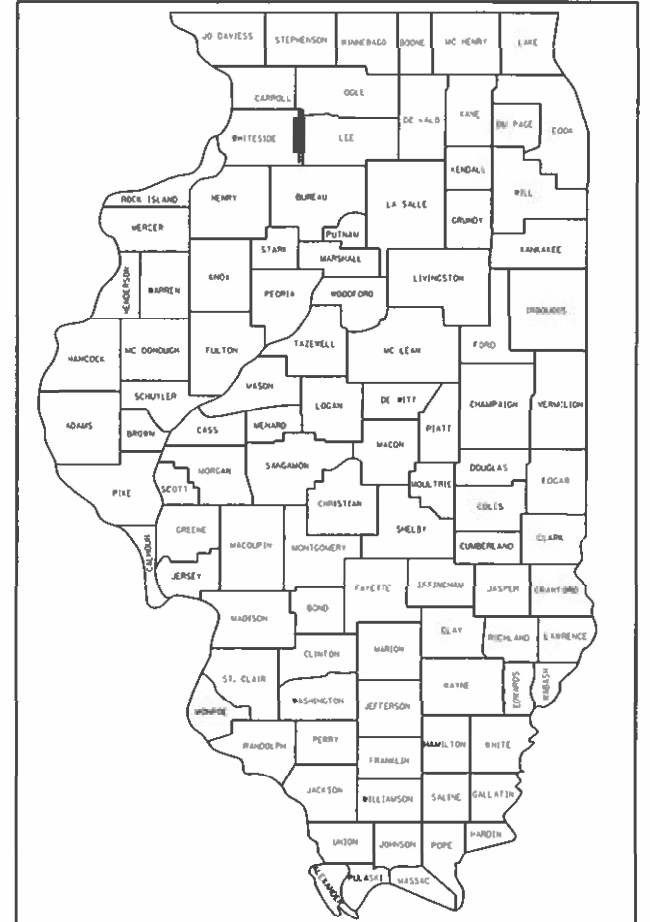 JO DAVIESS STEPHENSON WINNEBAGO BOONE MC HENRY LAKE
CARROLL OGLE
DE KALB KANE DU PAGE COOK
WHITESIDE LEE
KENDALL
ROCK ISLAND HENRY BUREAU LA SALLE GRUNDY WILL
MERCER PUTNAM
STARK MARSHALL KANKAKEE
HENDERSON WARREN KNOX PEORIA WOODFORD LIVINGSTON
IROQUOIS
HANCOCK MC DONOUGH FULTON TAZEWELL MC LEAN FORD
MASON
SCHUYLER LOGAN DE WITT
ADAMS BROWN CASS MENARD PIATT CHAMPAIGN VERMILION
MACON
PIKE SCOTT MORGAN SANGAMON MOULTRIE DOUGLAS EDGAR
CHRISTIAN COLES
SHELBY
GREENE MACOUPIN MONTGOMERY CUMBERLAND CLARK
CALHOUN
JERSEY FAYETTE EFFINGHAM JASPER CRAWFORD
MADISON BOND
CLAY RICHLAND LAWRENCE
CLINTON MARION
ST. CLAIR WAYNE EDWARDS WABASH
WASHINGTON JEFFERSON
MONROE
RANDOLPH PERRY HAMILTON WHITE
FRANKLIN
JACKSON WILLIAMSON SALINE GALLATIN
UNION JOHNSON POPE HARDIN
ALEXANDER PULASKI MASSAC